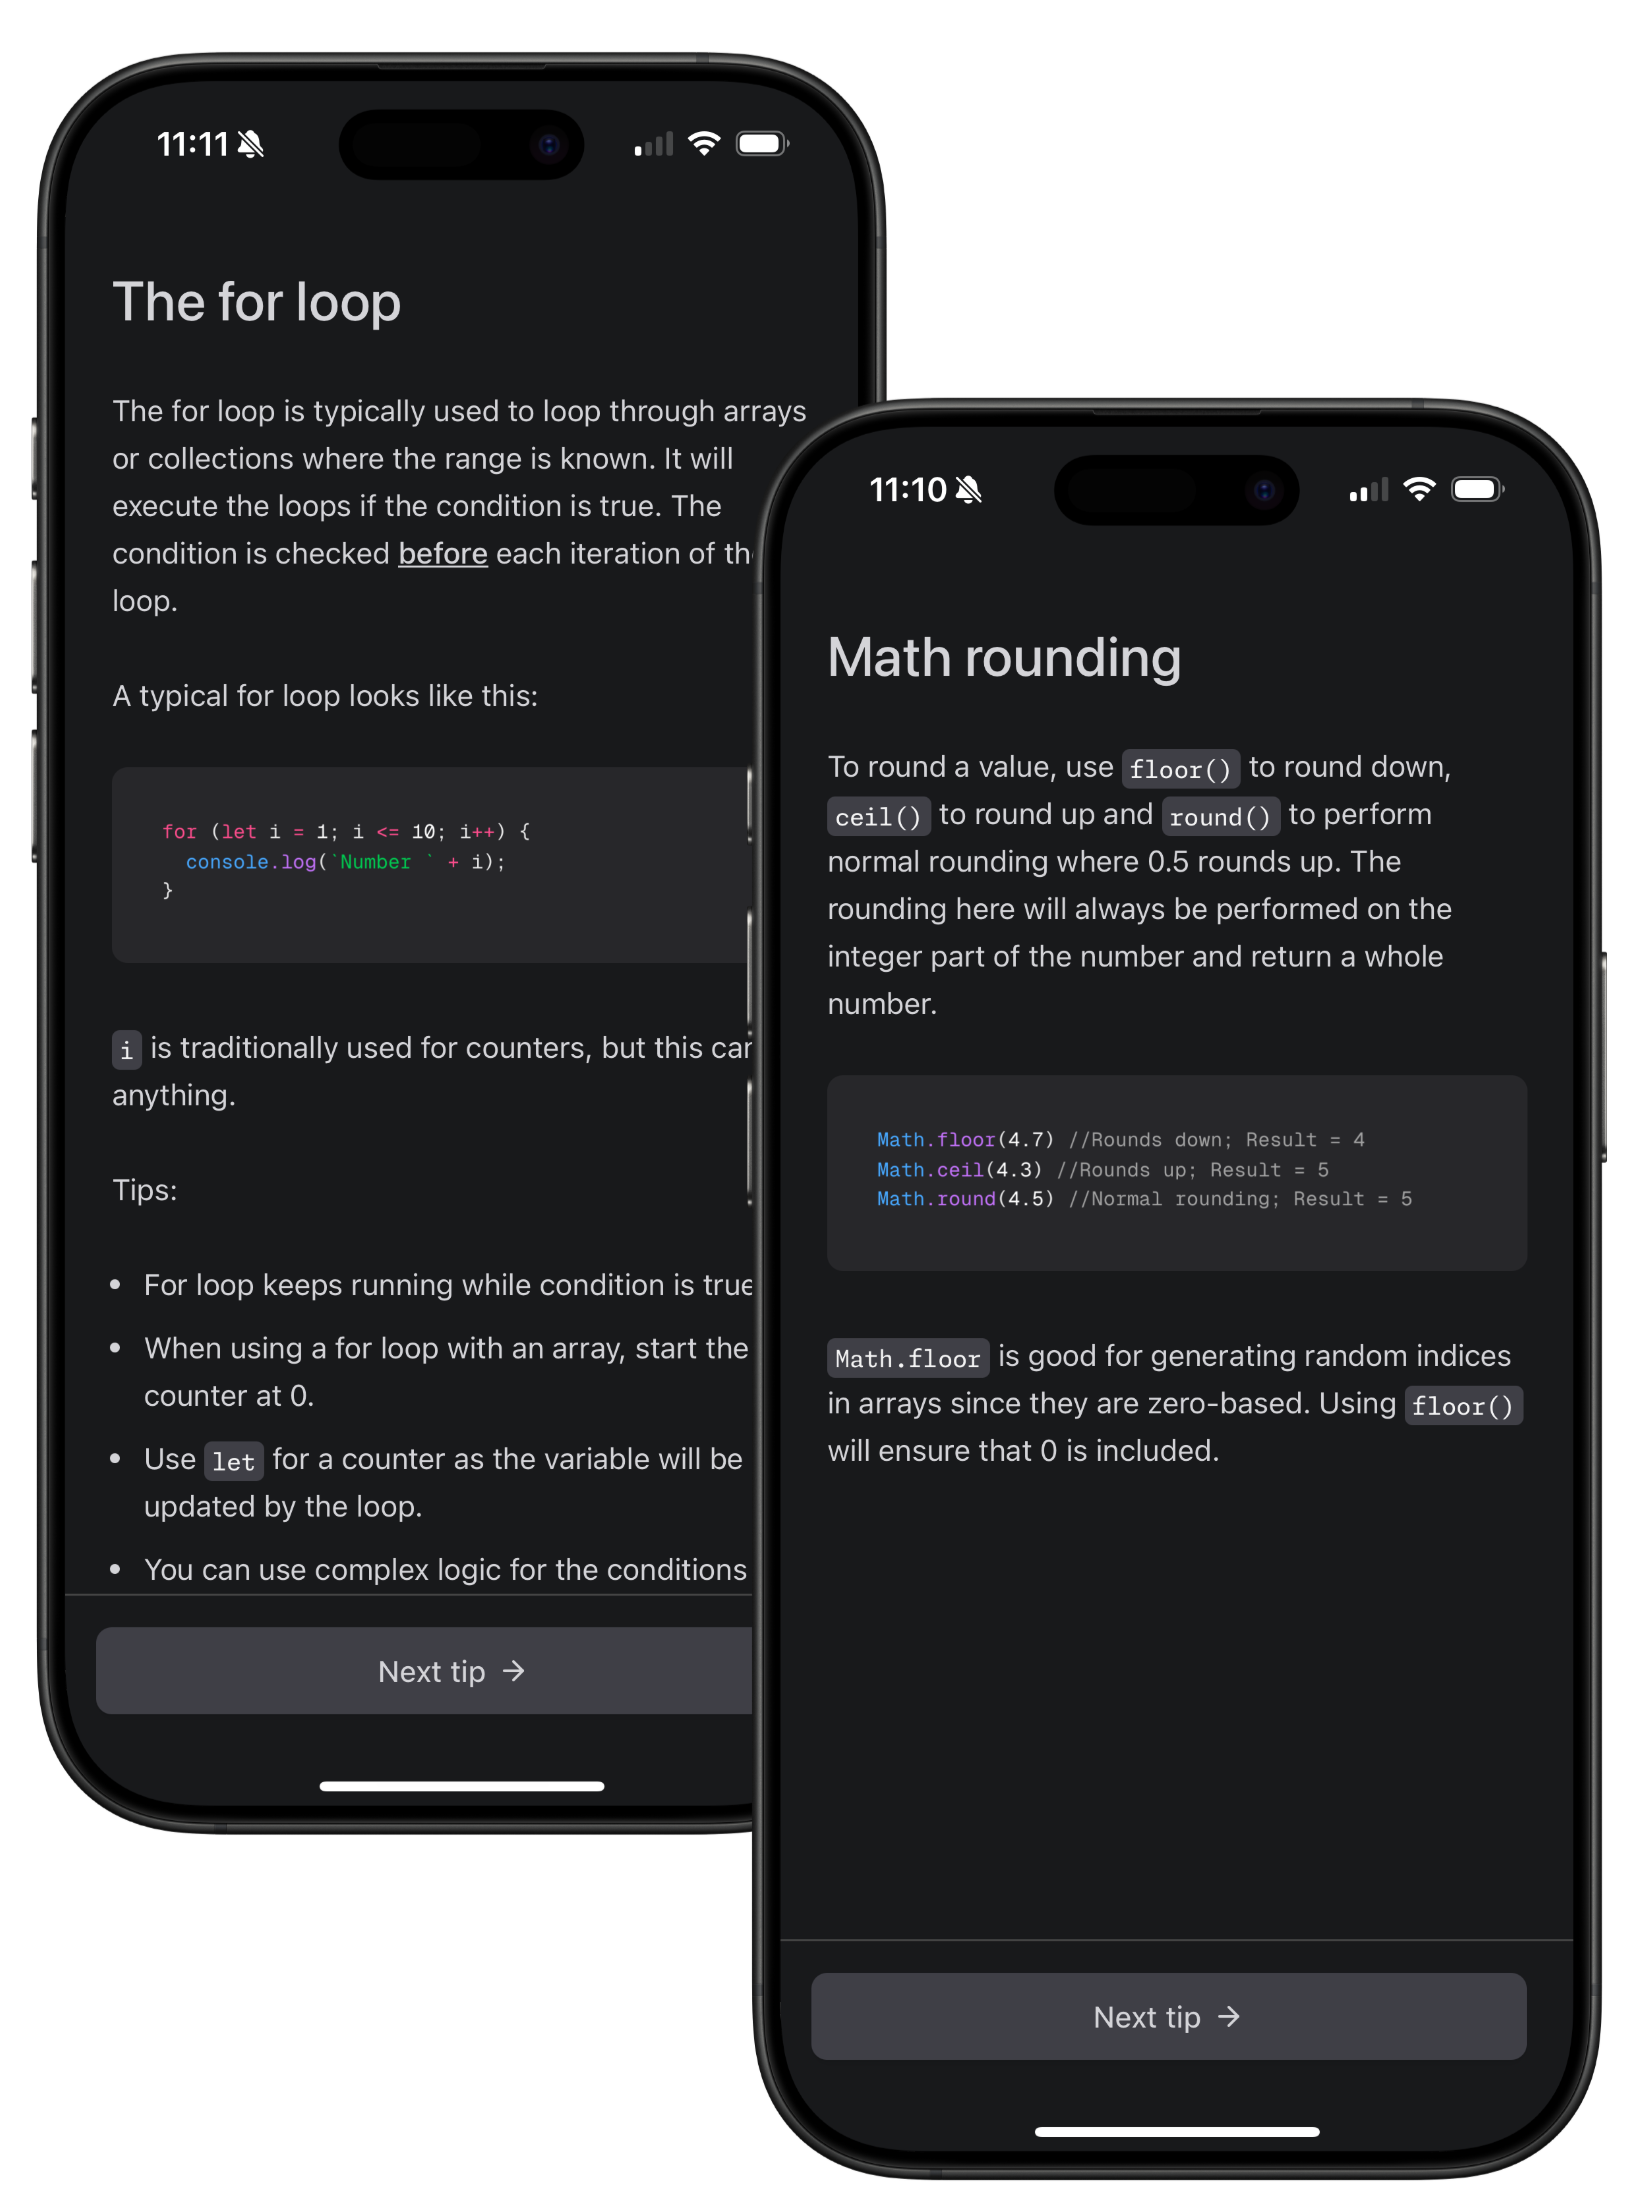 11:11
The for loop
The for loop is typically used to loop through arrays
or collections where the range is known. It will
execute the loops if the condition is true. The
condition is checked before each iteration of
loop.
A typical for loop looks like this:
for (let i = 1; i <= 10; i++) {
console.log(`Number ` + i);
}
i is traditionally used for counters, but this
anything.
Tips:
• For loop keeps running while condition is true
• When using a for loop with an array, start the
counter at 0.
• Use let for a counter as the variable will be
updated by the loop.
• You can use complex logic for the conditions
Next tip →
11:10
Math rounding
To round a value, use floor() to round down,
ceil() to round up and round() to perform
normal rounding where 0.5 rounds up. The
rounding here will always be performed on the
integer part of the number and return a whole
number.
Math.floor(4.7) //Rounds down; Result = 4
Math.ceil(4.3) //Rounds up; Result = 5
Math.round(4.5) //Normal rounding; Result = 5
Math.floor is good for generating random indices
in arrays since they are zero-based. Using floor()
will ensure that 0 is included.
Next tip →